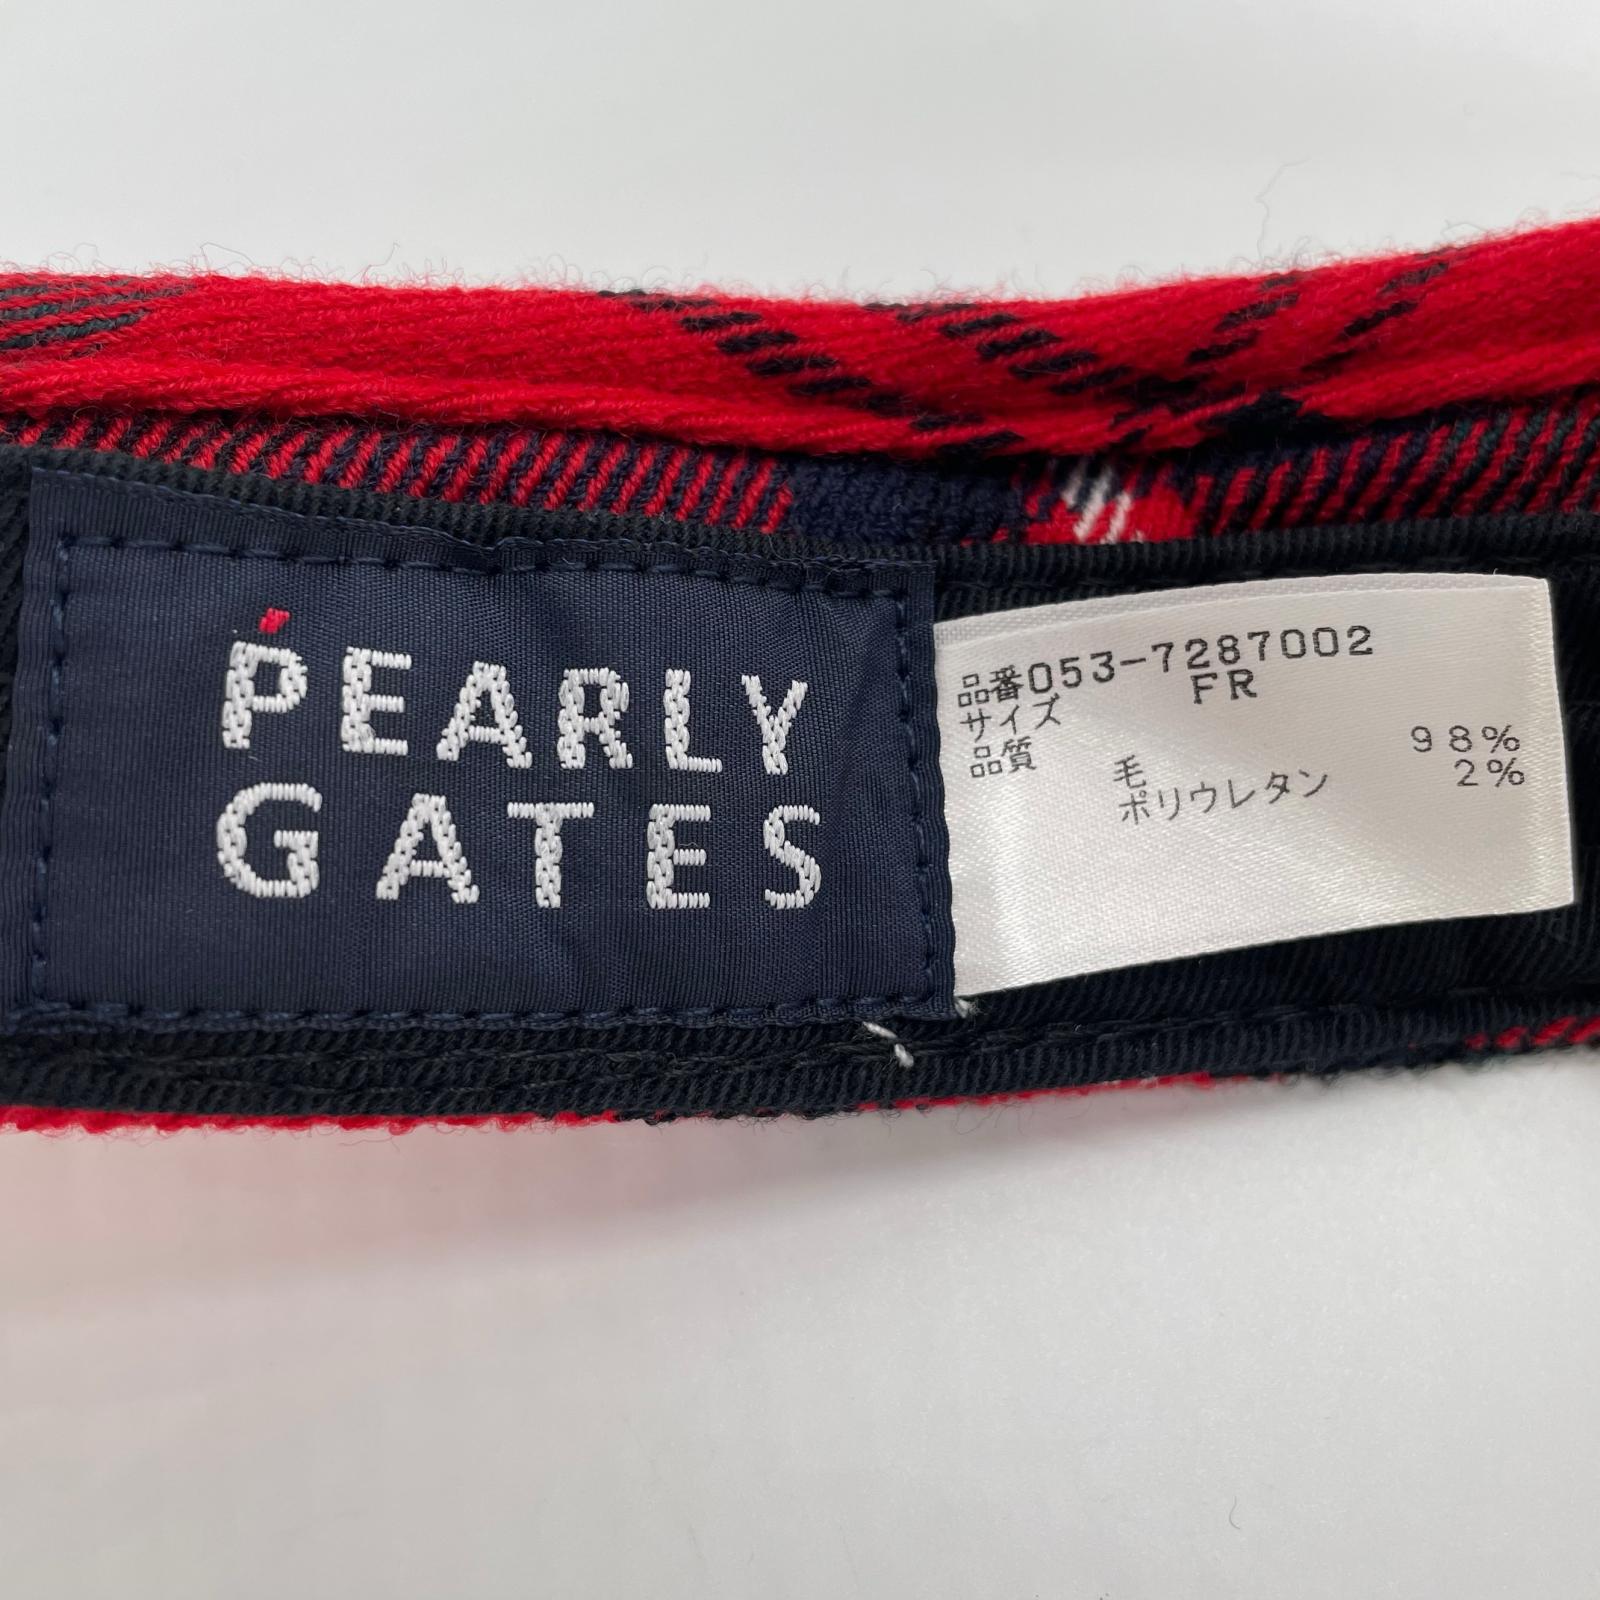 PEARLY
GATES
品番053-7287002
サイズ FR
品質
毛 98%
ポリウレタン 2%